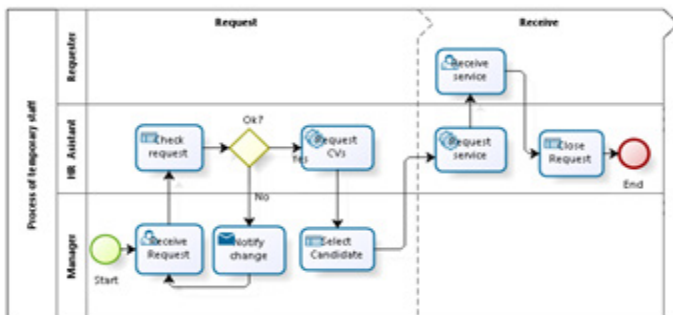 Request
Receive
Process of temporary staff
Requester
HR Asistant
Manager
Receive
service
Check
request
Ok?
Yes
No
Request
CVs
Request
service
Close
Request
End
Start
Receive
Request
Notify
change
Select
Candidate